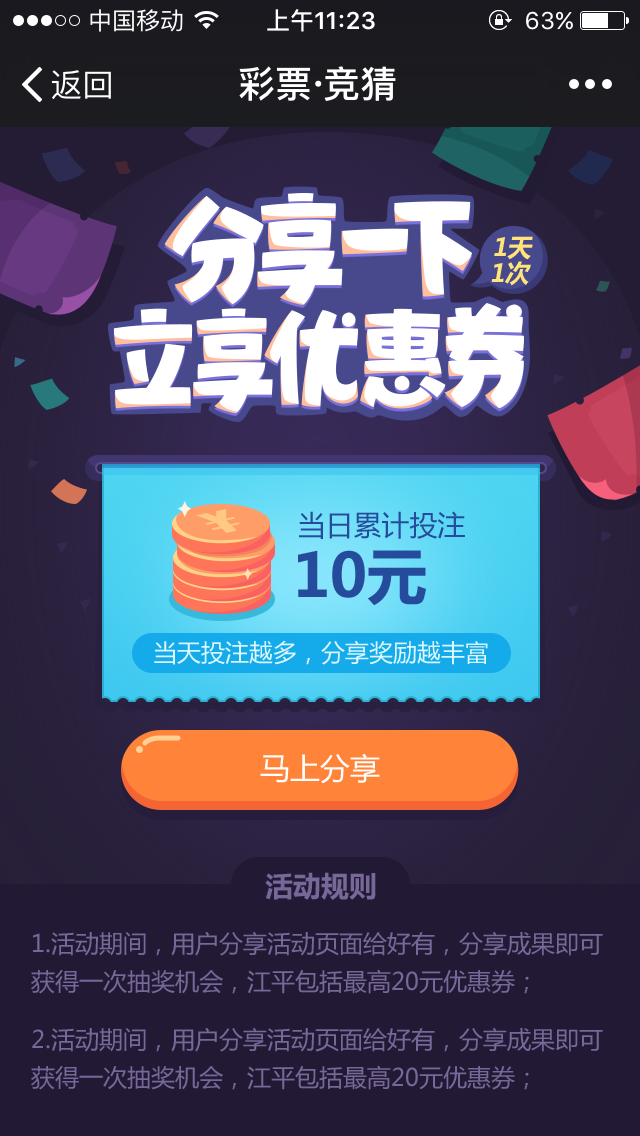 中国移动 上午11:23 63%
返回 彩票·竞猜
分享一下
1天
1次
立享优惠券
当日累计投注
10元
当天投注越多，分享奖励越丰富
马上分享
活动规则
1.活动期间，用户分享活动页面给好有，分享成果即可
获得一次抽奖机会，江平包括最高20元优惠券；
2.活动期间，用户分享活动页面给好有，分享成果即可
获得一次抽奖机会，江平包括最高20元优惠券；